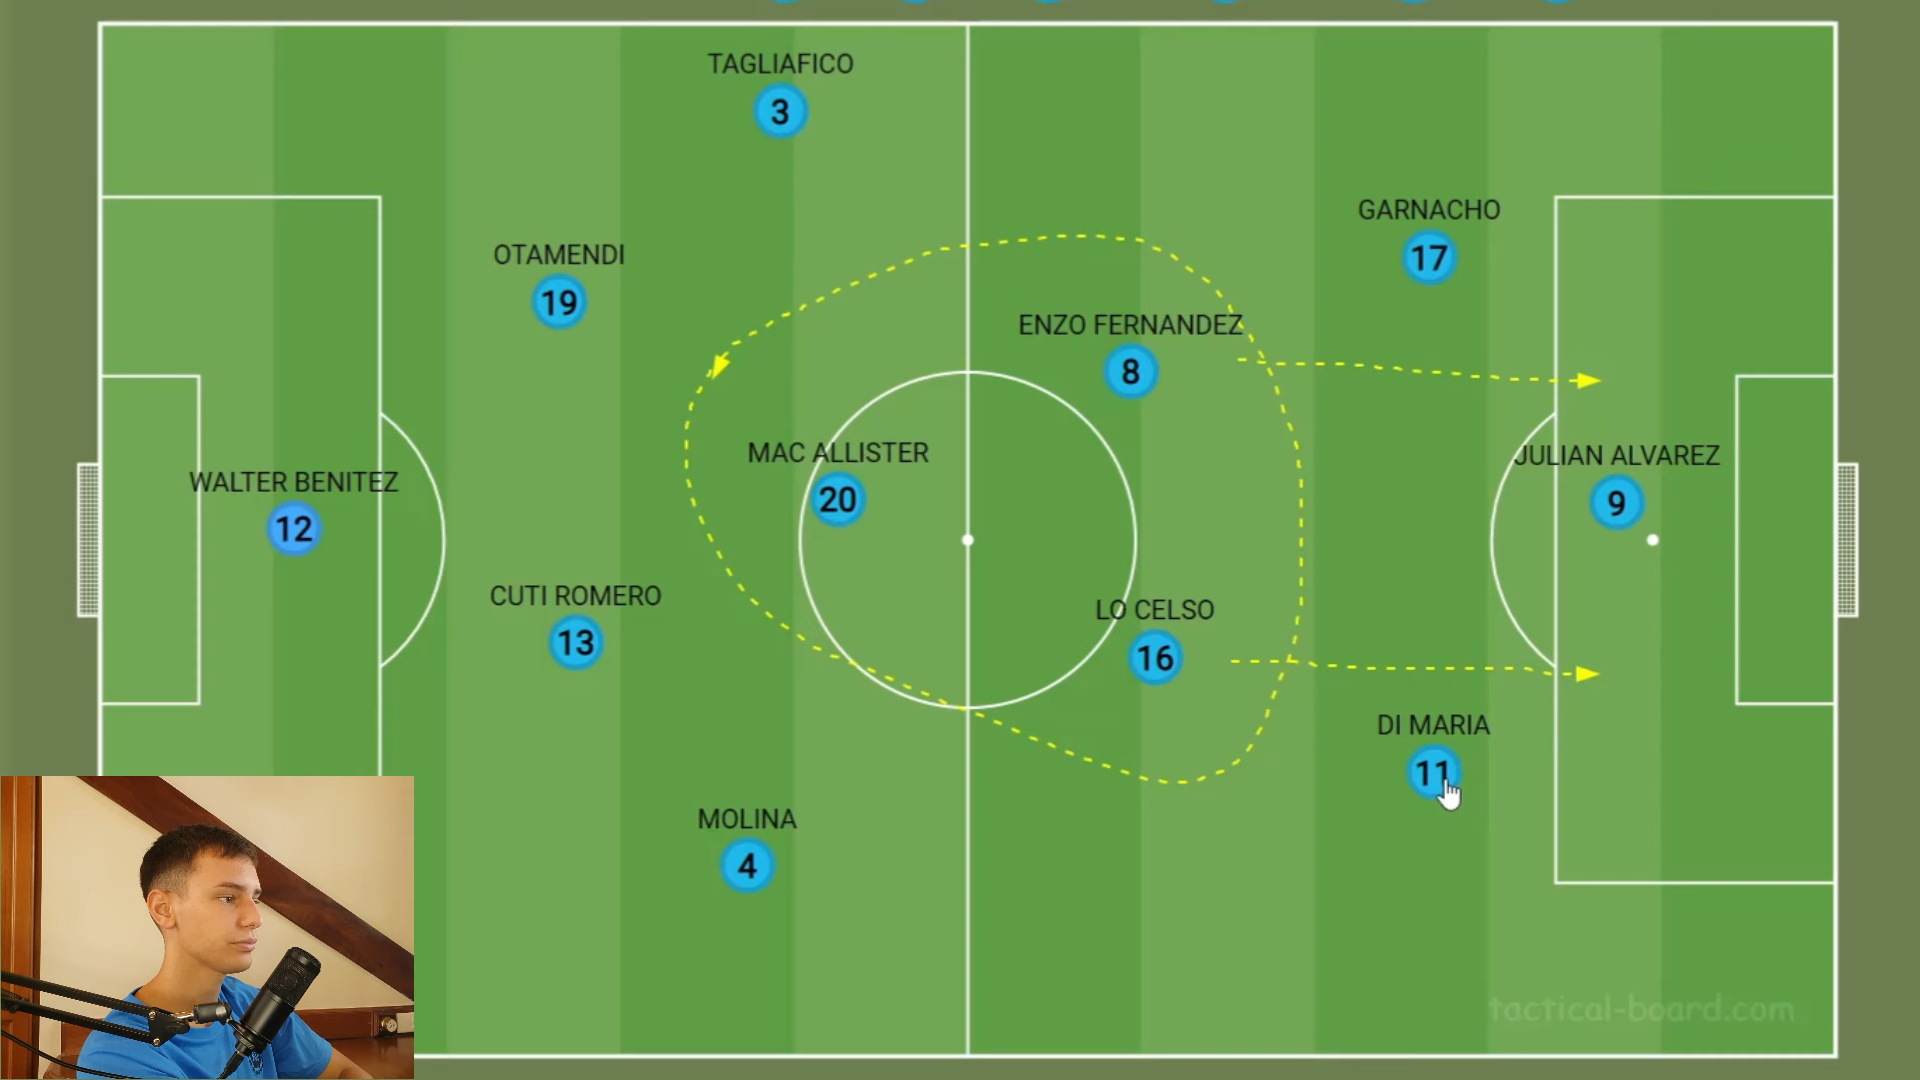 TAGLIAFICO
3
GARNACHO
17
OTAMENDI
19
ENZO FERNANDEZ
8
MAC ALLISTER
20
JULIAN ALVAREZ
9
WALTER BENITEZ
12
CUTI ROMERO
13
LO CELSO
16
DI MARIA
11
MOLINA
4
tactical-board.com